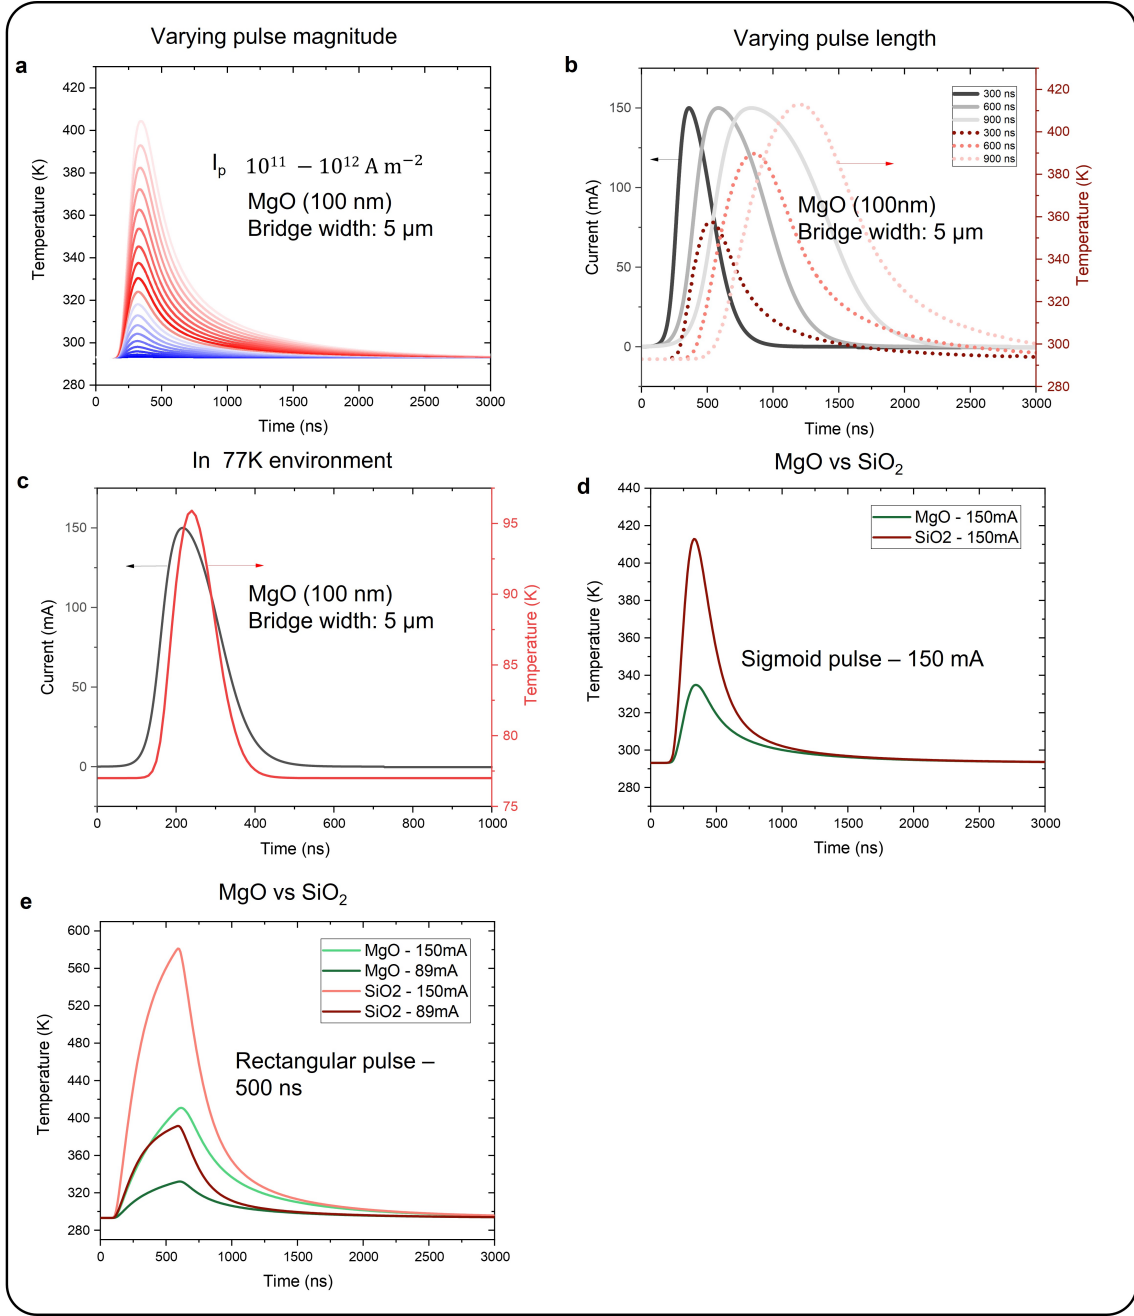 Varying pulse magnitude
a
Temperature (K)
420
400
380
360
340
320
300
280
0
500
1000
1500
2000
2500
3000
Time (ns)
Iₚ 10¹¹ – 10¹² A m⁻²
MgO (100 nm)
Bridge width: 5 µm
Varying pulse length
b
Current (mA)
150
100
50
0
300 ns
600 ns
900 ns
300 ns
600 ns
900 ns
MgO (100nm)
Bridge width: 5 µm
420
400
380
360
340
320
300
280
Temperature (K)
0
500
1000
1500
2000
2500
3000
Time (ns)
In 77K environment
c
Current (mA)
150
100
50
0
MgO (100 nm)
Bridge width: 5 µm
95
90
85
80
75
Temperature (K)
0
200
400
600
800
1000
Time (ns)
MgO vs SiO₂
d
Temperature (K)
440
420
400
380
360
340
320
300
280
MgO - 150mA
SiO2 - 150mA
Sigmoid pulse – 150 mA
0
500
1000
1500
2000
2500
3000
Time (ns)
MgO vs SiO₂
e
Temperature (K)
600
560
520
480
440
400
360
320
280
MgO - 150mA
MgO - 89mA
SiO2 - 150mA
SiO2 - 89mA
Rectangular pulse –
500 ns
0
500
1000
1500
2000
2500
3000
Time (ns)